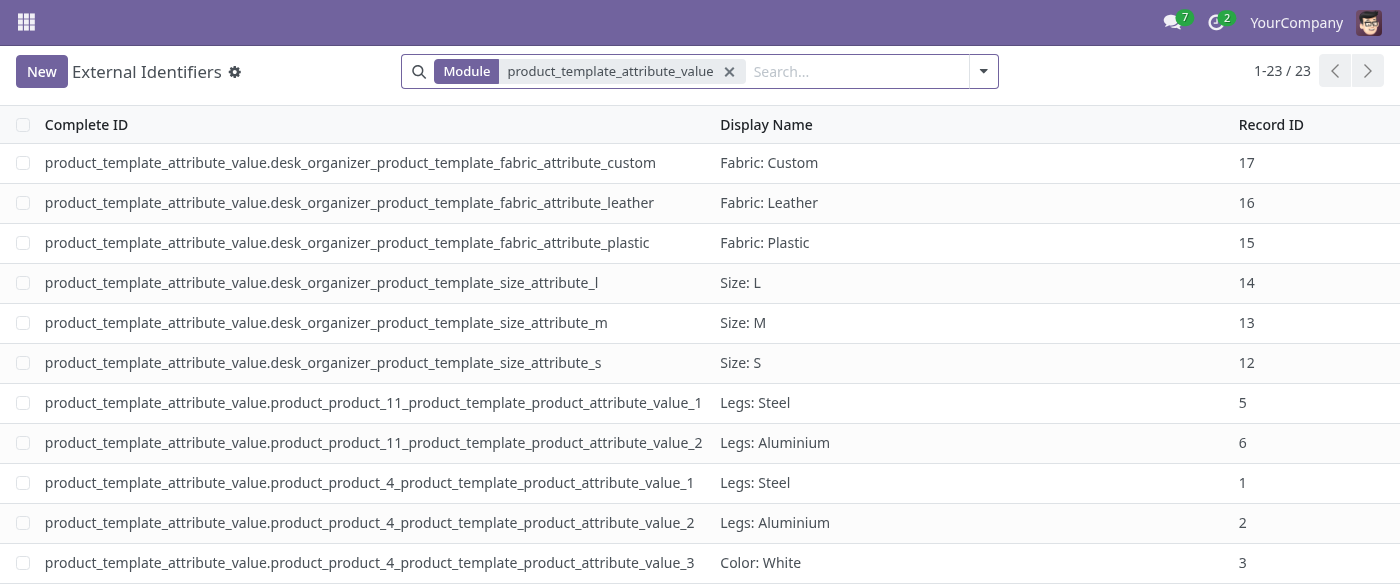 7 2 YourCompany
New External Identifiers Module product_template_attribute_value Search... 1-23 / 23
Complete ID Display Name Record ID
product_template_attribute_value.desk_organizer_product_template_fabric_attribute_custom Fabric: Custom 17
product_template_attribute_value.desk_organizer_product_template_fabric_attribute_leather Fabric: Leather 16
product_template_attribute_value.desk_organizer_product_template_fabric_attribute_plastic Fabric: Plastic 15
product_template_attribute_value.desk_organizer_product_template_size_attribute_l Size: L 14
product_template_attribute_value.desk_organizer_product_template_size_attribute_m Size: M 13
product_template_attribute_value.desk_organizer_product_template_size_attribute_s Size: S 12
product_template_attribute_value.product_product_11_product_template_product_attribute_value_1 Legs: Steel 5
product_template_attribute_value.product_product_11_product_template_product_attribute_value_2 Legs: Aluminium 6
product_template_attribute_value.product_product_4_product_template_product_attribute_value_1 Legs: Steel 1
product_template_attribute_value.product_product_4_product_template_product_attribute_value_2 Legs: Aluminium 2
product_template_attribute_value.product_product_4_product_template_product_attribute_value_3 Color: White 3